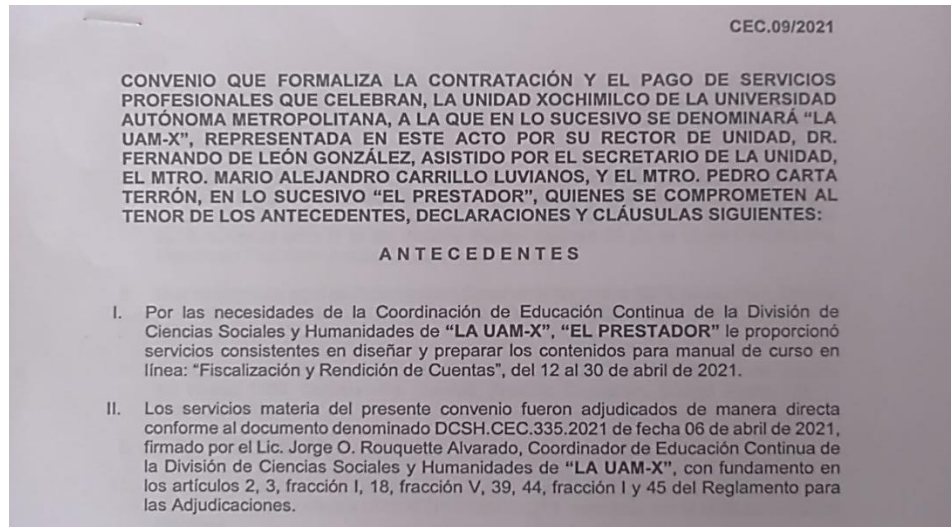 CEC.09/2021
CONVENIO QUE FORMALIZA LA CONTRATACIÓN Y EL PAGO DE SERVICIOS
PROFESIONALES QUE CELEBRAN, LA UNIDAD XOCHIMILCO DE LA UNIVERSIDAD
AUTÓNOMA METROPOLITANA, A LA QUE EN LO SUCESIVO SE DENOMINARÁ “LA
UAM-X”, REPRESENTADA EN ESTE ACTO POR SU RECTOR DE UNIDAD, DR.
FERNANDO DE LEÓN GONZÁLEZ, ASISTIDO POR EL SECRETARIO DE LA UNIDAD,
EL MTRO. MARIO ALEJANDRO CARRILLO LUVIANOS, Y EL MTRO. PEDRO CARTA
TERRÓN, EN LO SUCESIVO “EL PRESTADOR”, QUIENES SE COMPROMETEN AL
TENOR DE LOS ANTECEDENTES, DECLARACIONES Y CLÁUSULAS SIGUIENTES:
ANTECEDENTES
I. Por las necesidades de la Coordinación de Educación Continua de la División de
Ciencias Sociales y Humanidades de “LA UAM-X”, “EL PRESTADOR” le proporcionó
servicios consistentes en diseñar y preparar los contenidos para manual de curso en
línea: “Fiscalización y Rendición de Cuentas”, del 12 al 30 de abril de 2021.
II. Los servicios materia del presente convenio fueron adjudicados de manera directa
conforme al documento denominado DCSH.CEC.335.2021 de fecha 06 de abril de 2021,
firmado por el Lic. Jorge O. Rouquette Alvarado, Coordinador de Educación Continua de
la División de Ciencias Sociales y Humanidades de “LA UAM-X”, con fundamento en
los artículos 2, 3, fracción I, 18, fracción V, 39, 44, fracción I y 45 del Reglamento para
las Adjudicaciones.